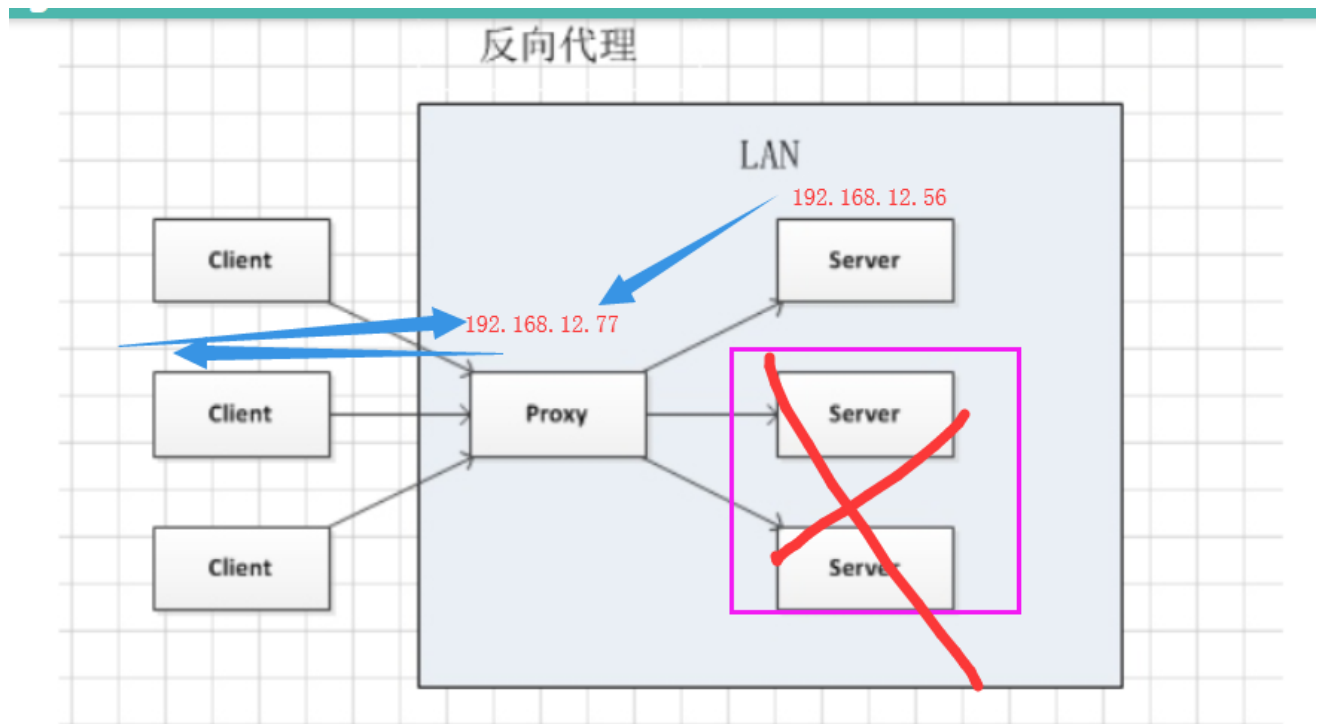 反向代理
LAN
192.168.12.56
Client
Server
192.168.12.77
Client
Proxy
Server
Client
Server